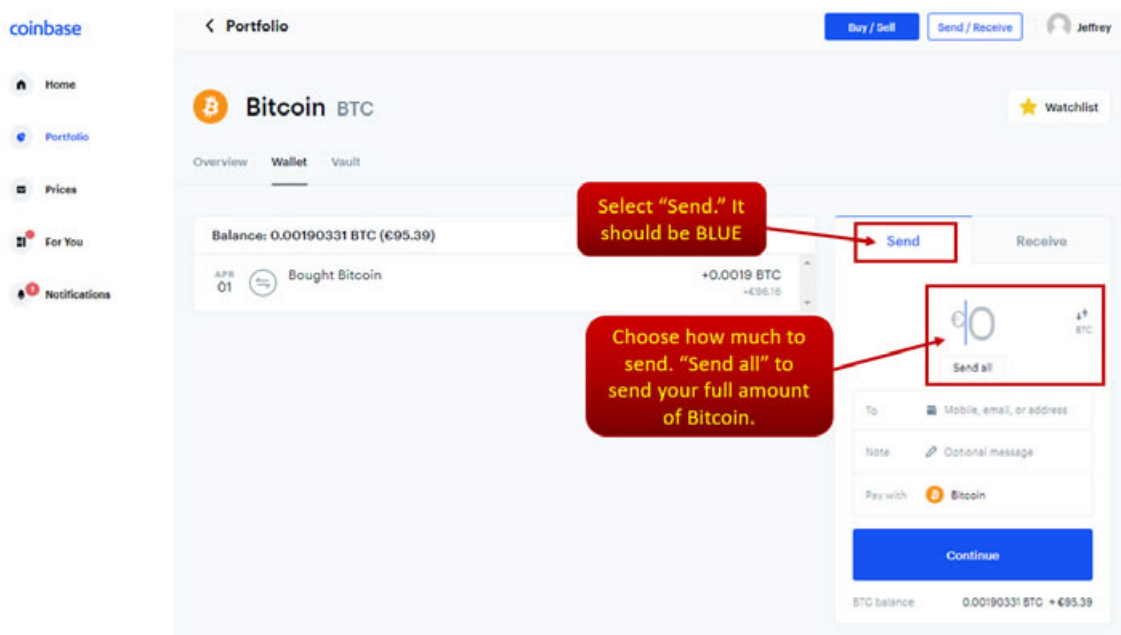 coinbase
Portfolio
Buy / Sell
Send / Receive
Jeffrey
Home
Portfolio
Prices
For You
1
Notifications
Bitcoin BTC
Watchlist
Overview Wallet Vault
Select “Send.” It
should be BLUE
Balance: 0.00190331 BTC (€95.39)
APR
01
Bought Bitcoin
+0.0019 BTC
+€96.16
Send
Receive
Choose how much to
send. “Send all” to
send your full amount
of Bitcoin.
€0
BTC
Send all
To Mobile, email, or address
Note Optional message
Pay with Bitcoin
Continue
BTC balance 0.00190331 BTC ≈ €95.39